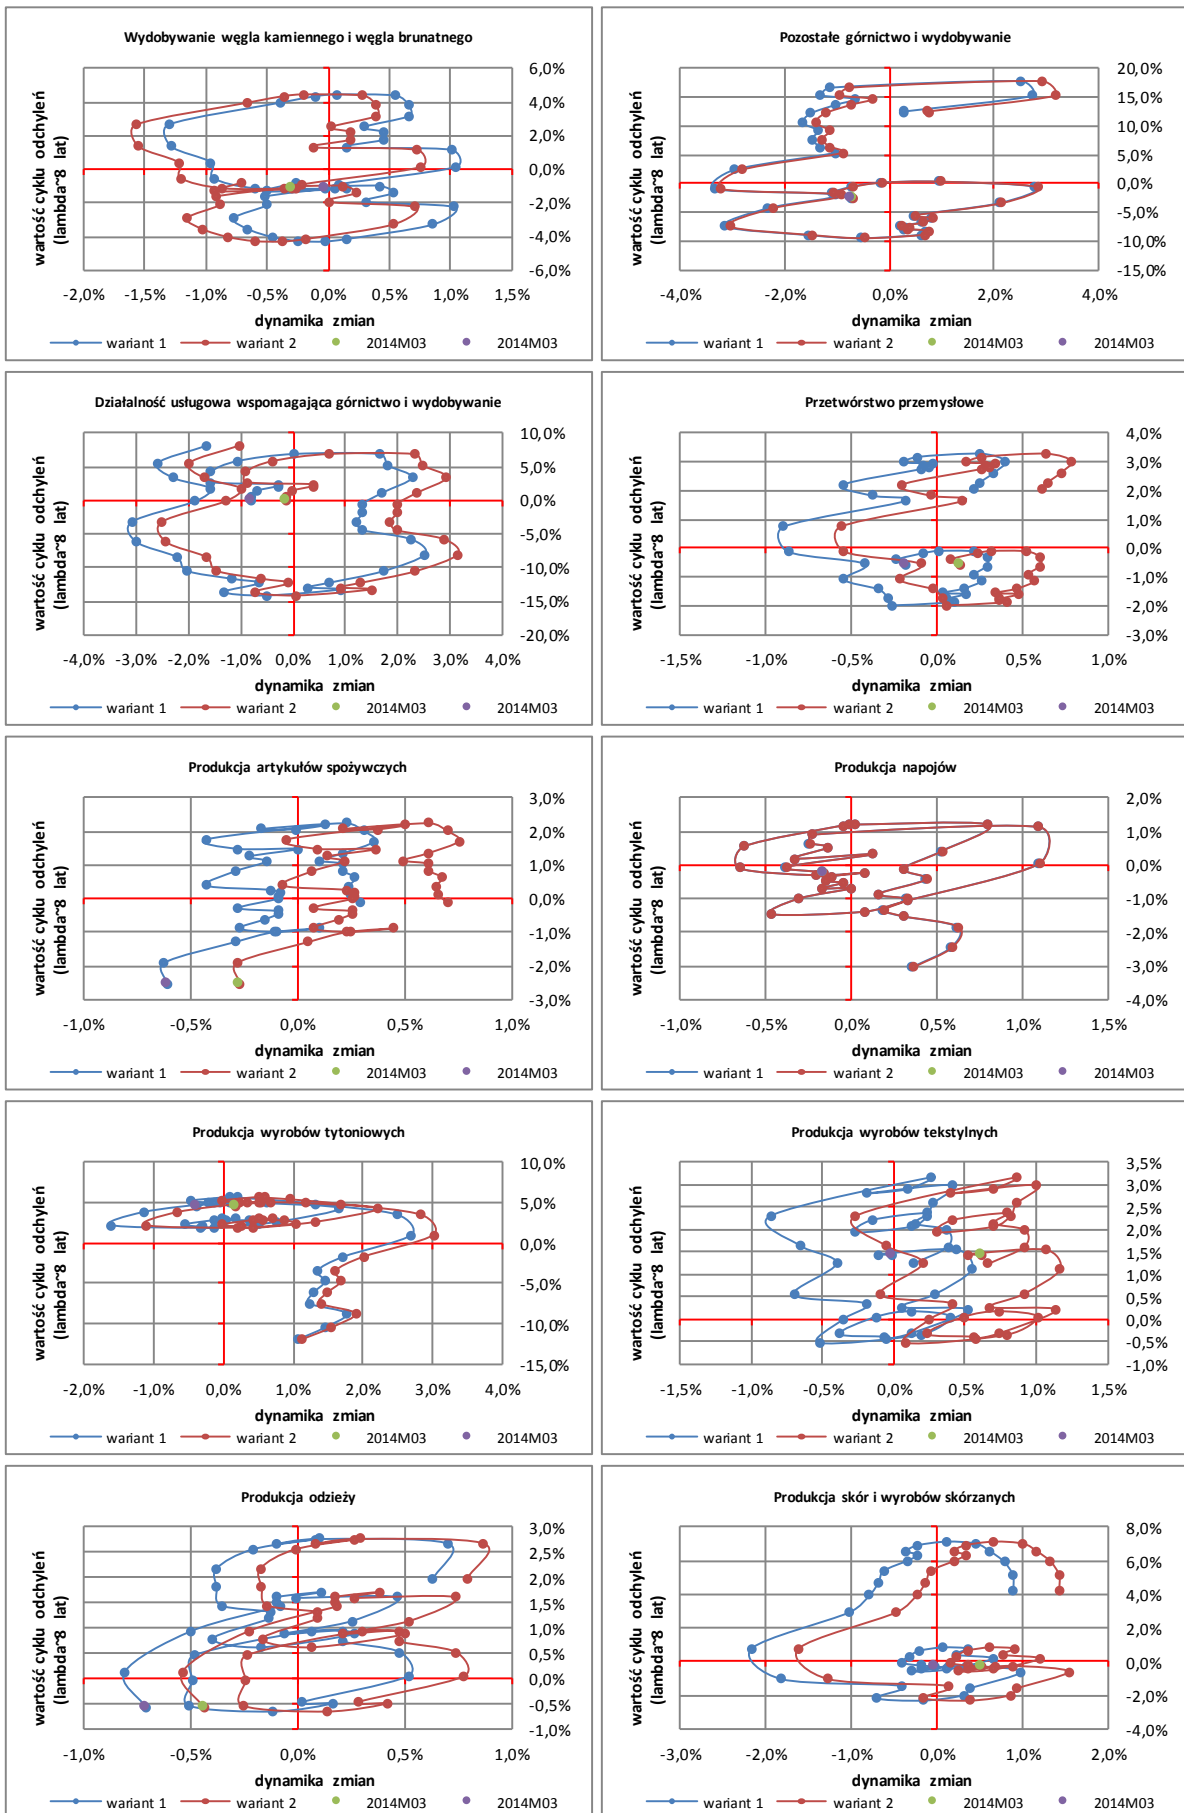 Wydobywanie węgla kamiennego i węgla brunatnego
wartość cyklu odchyleń
(lambda~8 lat)
6,0%
4,0%
2,0%
0,0%
-2,0%
-4,0%
-6,0%
-2,0% -1,5% -1,0% -0,5% 0,0% 0,5% 1,0% 1,5%
dynamika zmian
wariant 1 wariant 2 2014M03 2014M03
Pozostałe górnictwo i wydobywanie
wartość cyklu odchyleń
(lambda~8 lat)
20,0%
15,0%
10,0%
5,0%
0,0%
-5,0%
-10,0%
-15,0%
-4,0% -2,0% 0,0% 2,0% 4,0%
dynamika zmian
wariant 1 wariant 2 2014M03 2014M03
Działalność usługowa wspomagająca górnictwo i wydobywanie
wartość cyklu odchyleń
(lambda~8 lat)
10,0%
5,0%
0,0%
-5,0%
-10,0%
-15,0%
-20,0%
-4,0% -3,0% -2,0% -1,0% 0,0% 1,0% 2,0% 3,0% 4,0%
dynamika zmian
wariant 1 wariant 2 2014M03 2014M03
Przetwórstwo przemysłowe
wartość cyklu odchyleń
(lambda~8 lat)
4,0%
3,0%
2,0%
1,0%
0,0%
-1,0%
-2,0%
-3,0%
-1,5% -1,0% -0,5% 0,0% 0,5% 1,0%
dynamika zmian
wariant 1 wariant 2 2014M03 2014M03
Produkcja artykułów spożywczych
wartość cyklu odchyleń
(lambda~8 lat)
3,0%
2,0%
1,0%
0,0%
-1,0%
-2,0%
-3,0%
-1,0% -0,5% 0,0% 0,5% 1,0%
dynamika zmian
wariant 1 wariant 2 2014M03 2014M03
Produkcja napojów
wartość cyklu odchyleń
(lambda~8 lat)
2,0%
1,0%
0,0%
-1,0%
-2,0%
-3,0%
-4,0%
-1,0% -0,5% 0,0% 0,5% 1,0% 1,5%
dynamika zmian
wariant 1 wariant 2 2014M03 2014M03
Produkcja wyrobów tytoniowych
wartość cyklu odchyleń
(lambda~8 lat)
10,0%
5,0%
0,0%
-5,0%
-10,0%
-15,0%
-2,0% -1,0% 0,0% 1,0% 2,0% 3,0% 4,0%
dynamika zmian
wariant 1 wariant 2 2014M03 2014M03
Produkcja wyrobów tekstylnych
wartość cyklu odchyleń
(lambda~8 lat)
3,5%
3,0%
2,5%
2,0%
1,5%
1,0%
0,5%
0,0%
-0,5%
-1,0%
-1,5% -1,0% -0,5% 0,0% 0,5% 1,0% 1,5%
dynamika zmian
wariant 1 wariant 2 2014M03 2014M03
Produkcja odzieży
wartość cyklu odchyleń
(lambda~8 lat)
3,0%
2,5%
2,0%
1,5%
1,0%
0,5%
0,0%
-0,5%
-1,0%
-1,0% -0,5% 0,0% 0,5% 1,0%
dynamika zmian
wariant 1 wariant 2 2014M03 2014M03
Produkcja skór i wyrobów skórzanych
wartość cyklu odchyleń
(lambda~8 lat)
8,0%
6,0%
4,0%
2,0%
0,0%
-2,0%
-4,0%
-3,0% -2,0% -1,0% 0,0% 1,0% 2,0%
dynamika zmian
wariant 1 wariant 2 2014M03 2014M03